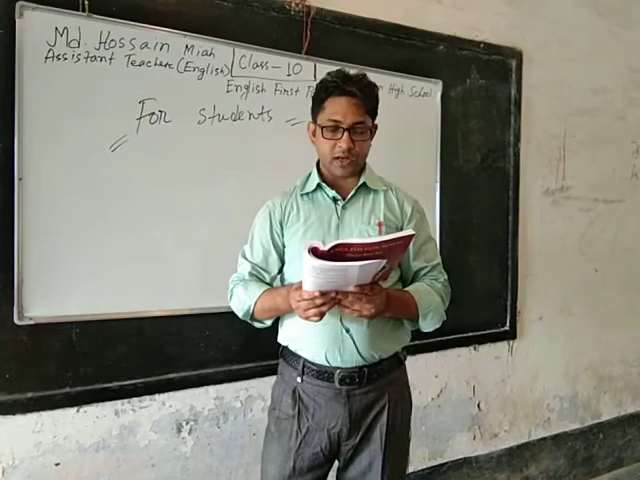 Md. Hossain Miah
Assistant Teacher (English)
Class-10
English First High School
For students